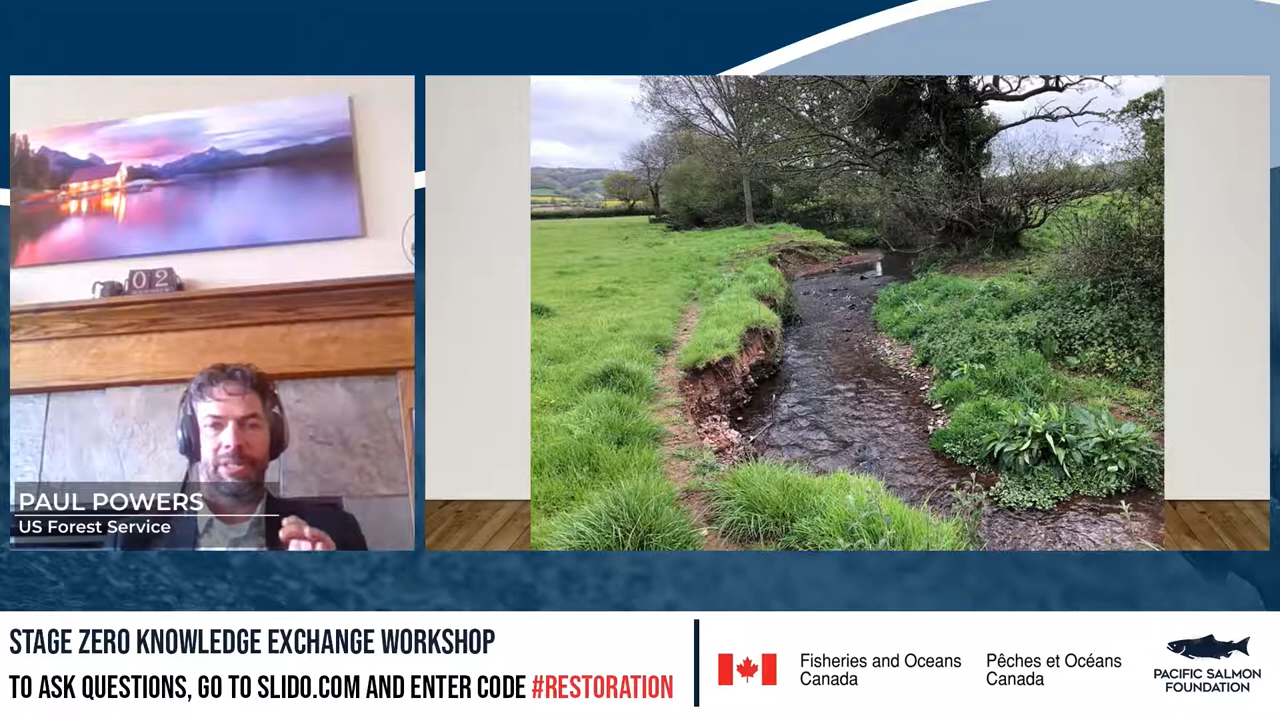 02
PAUL POWERS
US Forest Service
STAGE ZERO KNOWLEDGE EXCHANGE WORKSHOP
TO ASK QUESTIONS, GO TO SLIDO.COM AND ENTER CODE #RESTORATION
Fisheries and Oceans
Canada
Pêches et Océans
Canada
PACIFIC SALMON
FOUNDATION